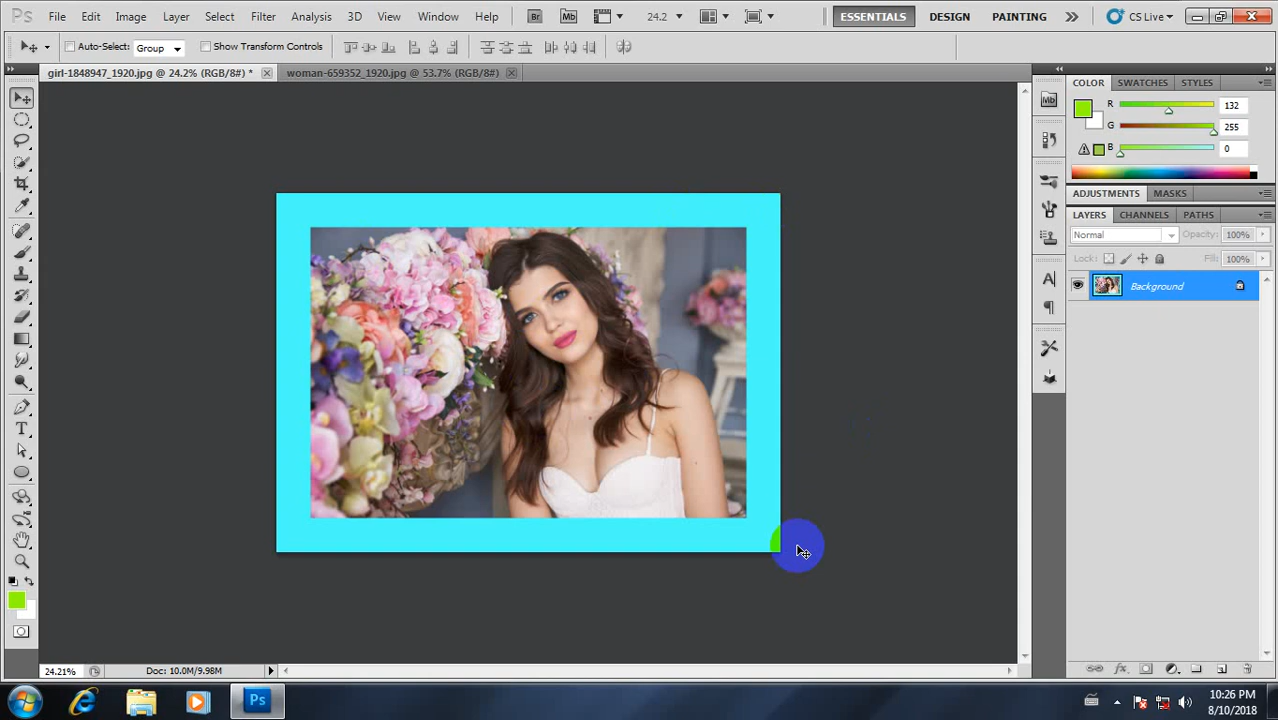 Ps File Edit Image Layer Select Filter Analysis 3D View Window Help Br Mb 24.2 ESSENTIALS DESIGN PAINTING CS Live
Auto-Select: Group Show Transform Controls
girl-1848947_1920.jpg @ 24.2% (RGB/8#) * woman-659352_1920.jpg @ 53.7% (RGB/8#)
COLOR SWATCHES STYLES
Mb
R 132
G 255
B 0
ADJUSTMENTS MASKS
LAYERS CHANNELS PATHS
Normal Opacity: 100%
Lock: Fill: 100%
Background
A
T
24.21% Doc: 10.0M/9.98M
Ps
10:26 PM
8/10/2018